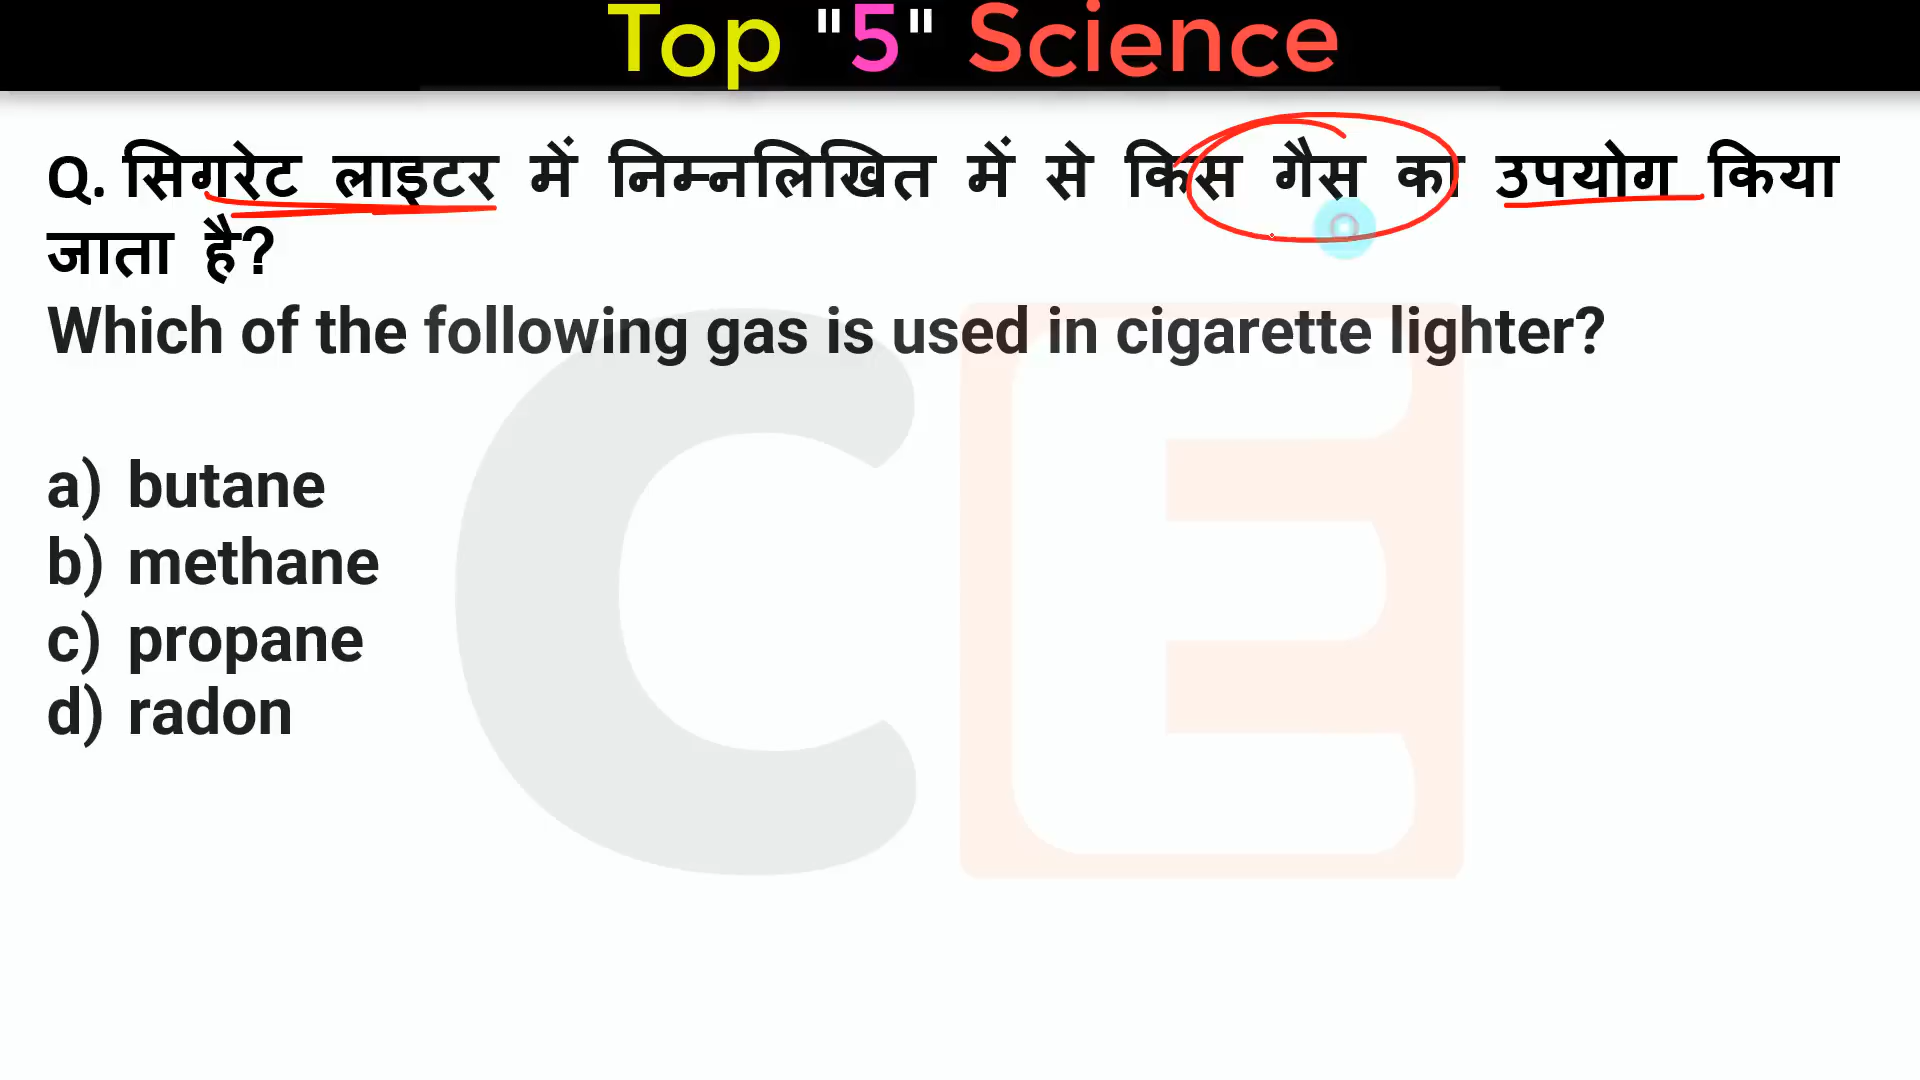 Top "5" Science
Q. सिगरेट लाइटर में निम्नलिखित में से किस गैस का उपयोग किया
जाता है?
Which of the following gas is used in cigarette lighter?
a) butane
b) methane
c) propane
d) radon
CE